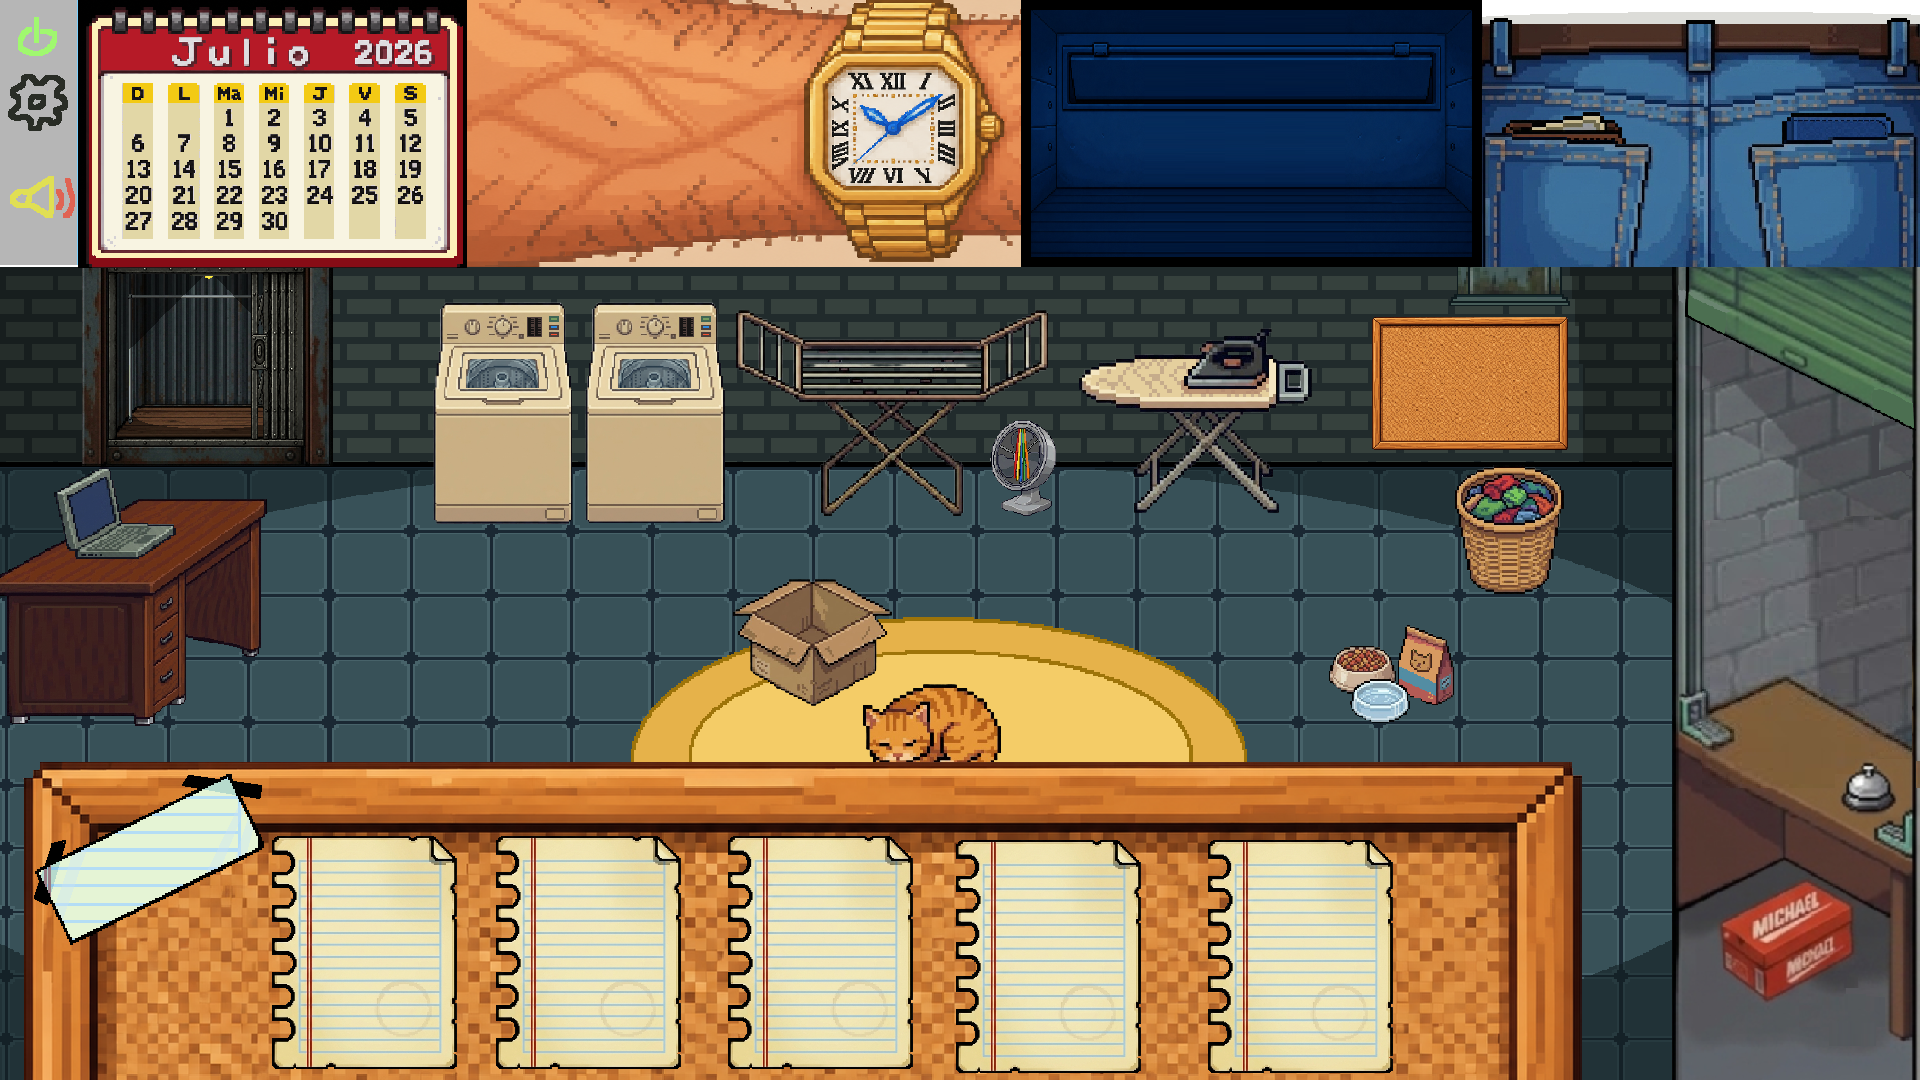 Julio 2026
D L Ma Mi J V S
1 2 3 4 5
6 7 8 9 10 11 12
13 14 15 16 17 18 19
20 21 22 23 24 25 26
27 28 29 30
XI XII I
X II
IX III
VIII IIII
VII VI V
MICHAEL
MICHAEL